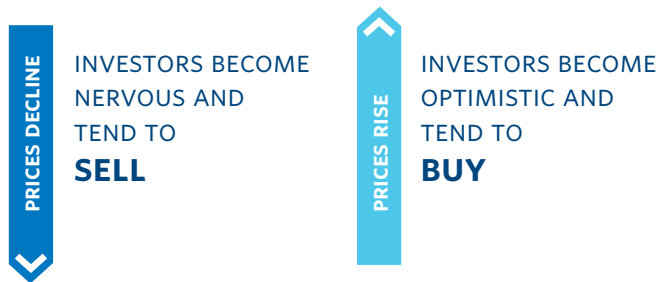 PRICES DECLINE
INVESTORS BECOME
NERVOUS AND
TEND TO
SELL
PRICES RISE
INVESTORS BECOME
OPTIMISTIC AND
TEND TO
BUY